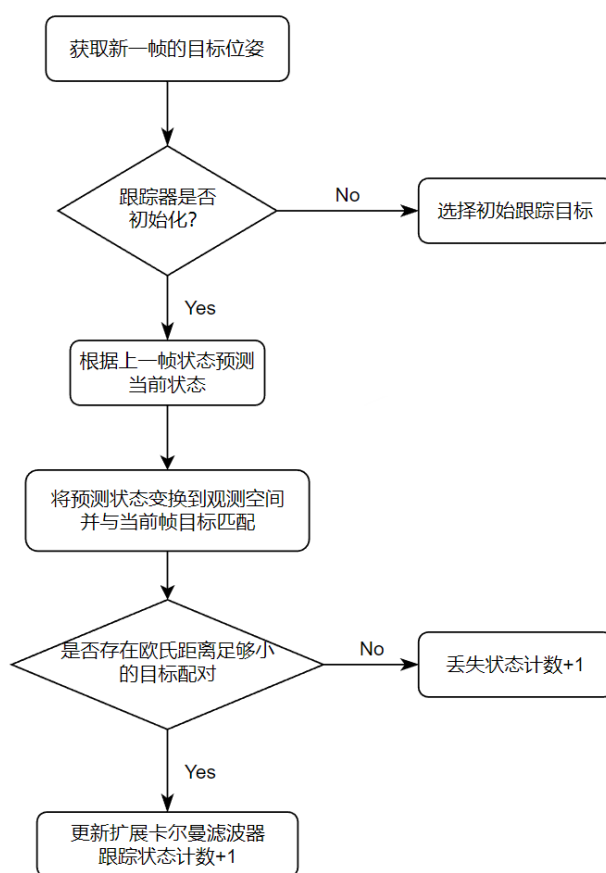 获取新一帧的目标位姿
跟踪器是否
初始化?
No
选择初始跟踪目标
Yes
根据上一帧状态预测
当前状态
将预测状态变换到观测空间
并与当前帧目标匹配
是否存在欧氏距离足够小
的目标配对
No
丢失状态计数+1
Yes
更新扩展卡尔曼滤波器
跟踪状态计数+1